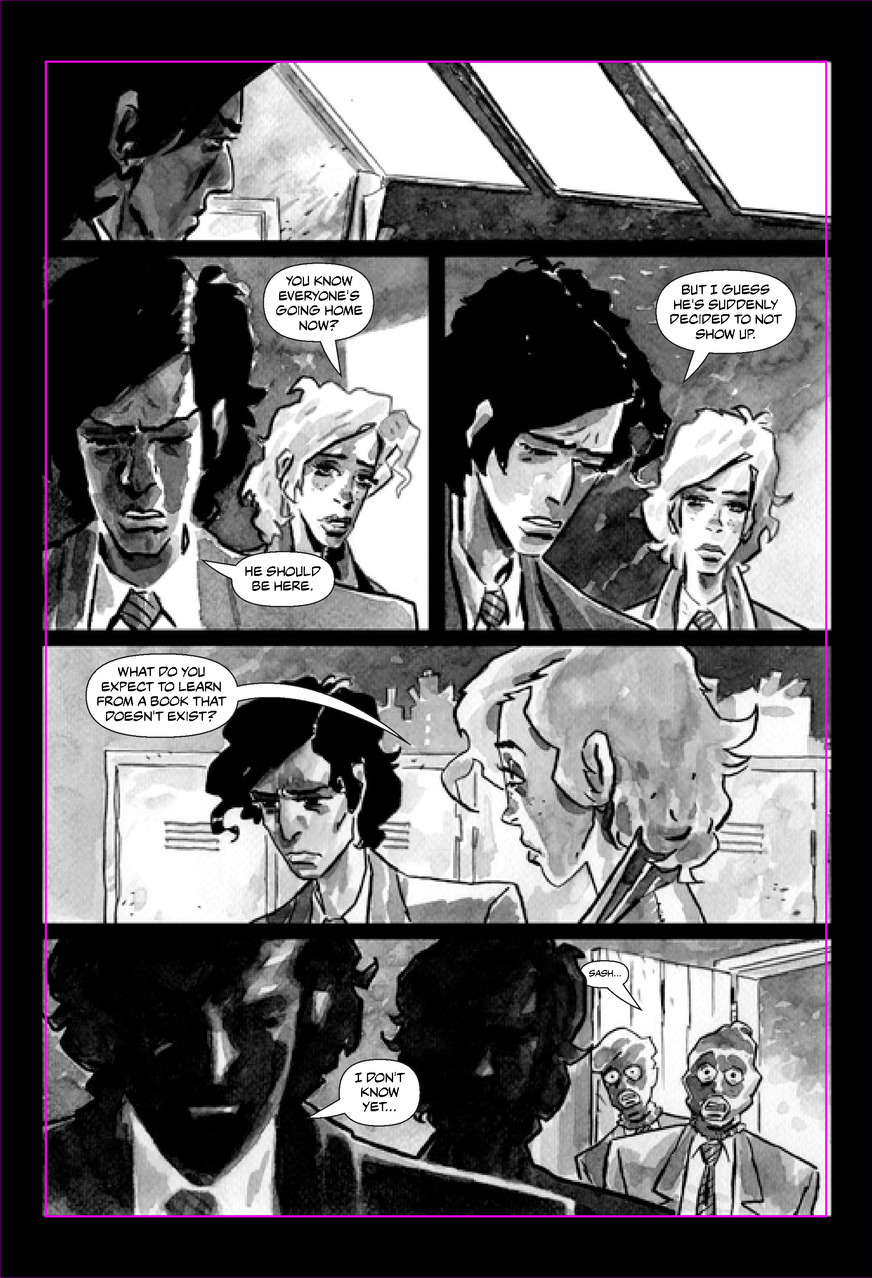 YOU KNOW
EVERYONE'S
GOING HOME
NOW?
HE SHOULD
BE HERE.
BUT I GUESS
HE'S SUDDENLY
DECIDED TO NOT
SHOW UP.
WHAT DO YOU
EXPECT TO LEARN
FROM A BOOK THAT
DOESN'T EXIST?
SASH...
I DON'T
KNOW
YET...